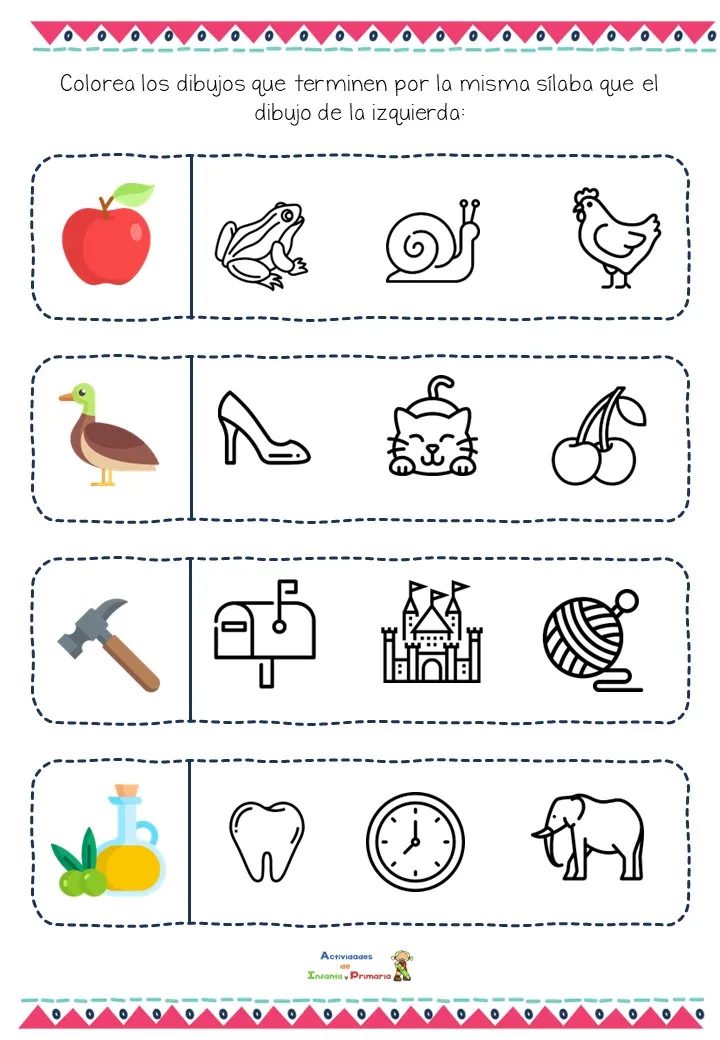 Colorea los dibujos que terminen por la misma sílaba que el
dibujo de la izquierda:
Actividades
de
Infantil y Primaria